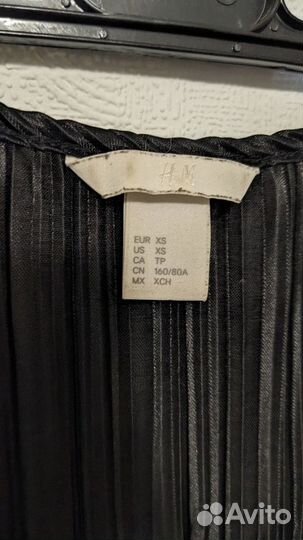 H&M
EUR XS
US XS
CA TP
CN 160/80A
MX XCH
Avito